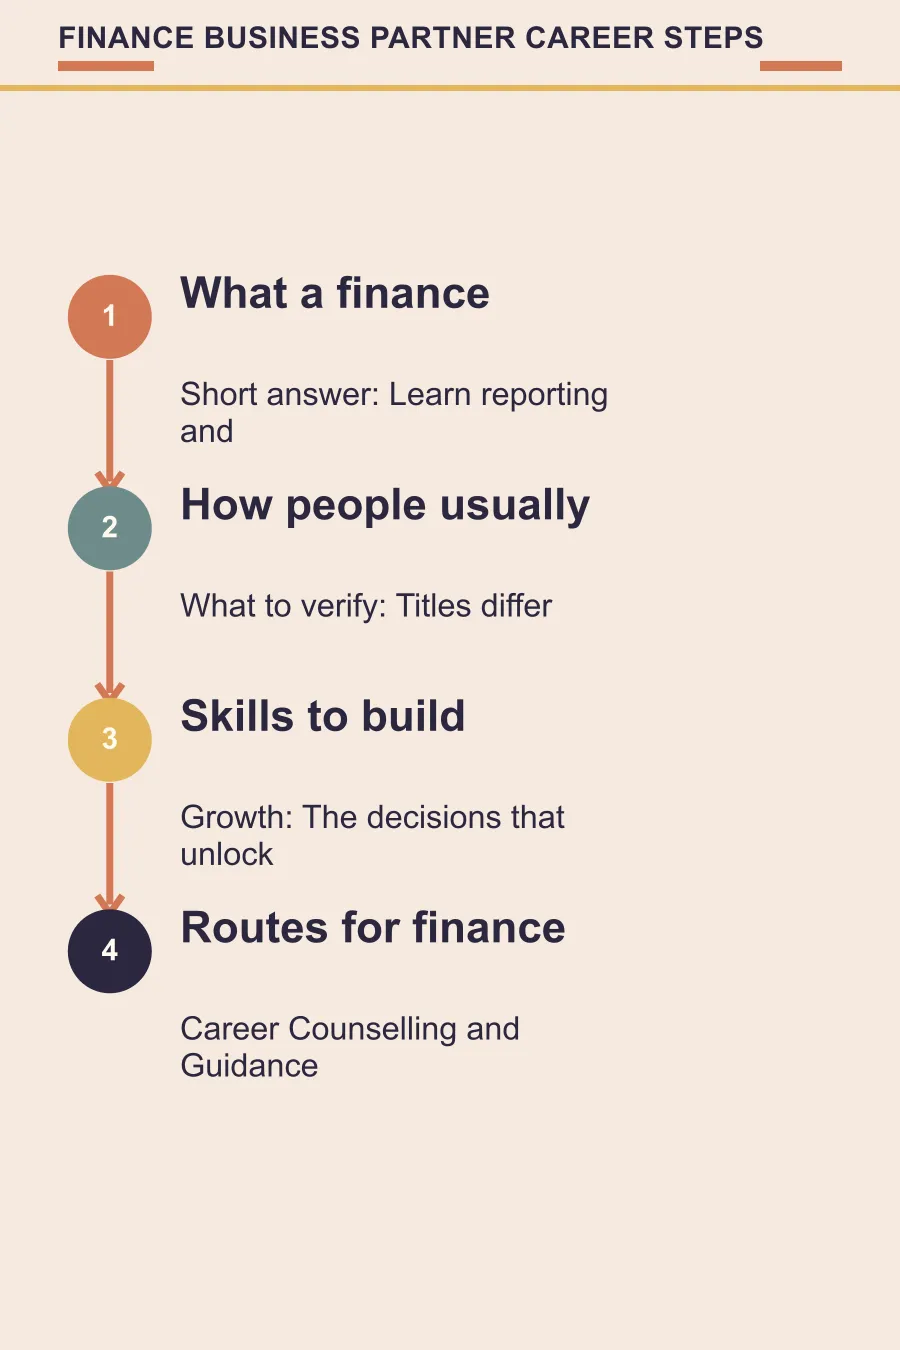 FINANCE BUSINESS PARTNER CAREER STEPS
1
What a finance
Short answer: Learn reporting
and
2
How people usually
What to verify: Titles differ
3
Skills to build
Growth: The decisions that
unlock
4
Routes for finance
Career Counselling and
Guidance